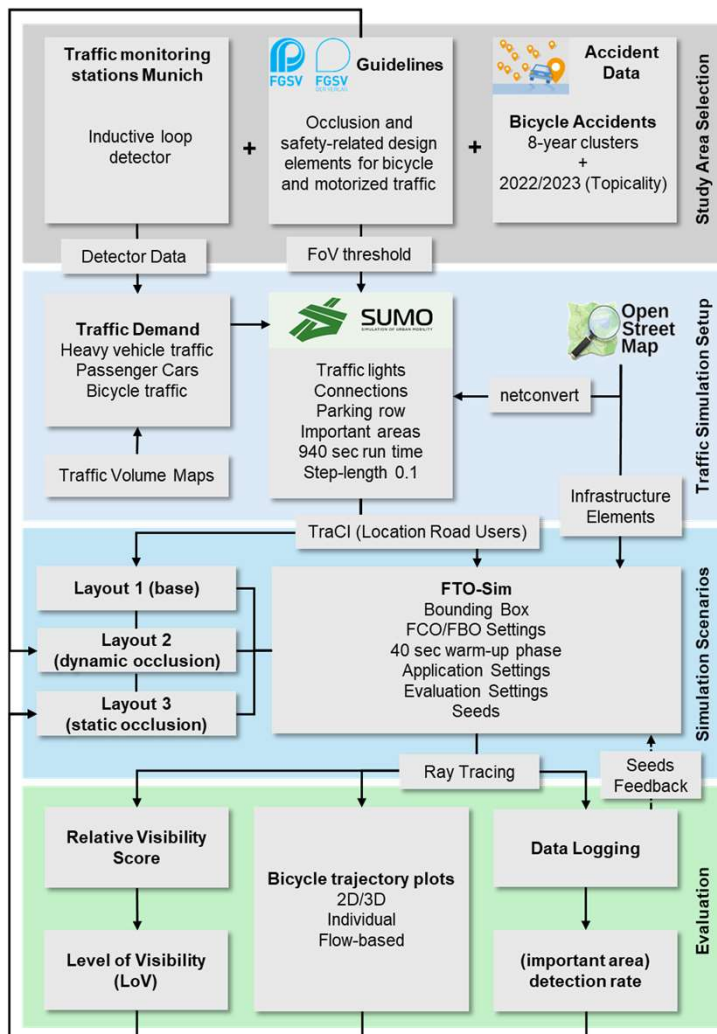 Traffic monitoring
stations Munich
Inductive loop
detector
+
FGSV
FGSV
DER VERLAG
Guidelines
Occlusion and
safety-related design
elements for bicycle
and motorized traffic
+
Accident
Data
Bicycle Accidents
8-year clusters
+
2022/2023 (Topicality)
Study Area Selection
Detector Data
FoV threshold
Traffic Demand
Heavy vehicle traffic
Passenger Cars
Bicycle traffic
Traffic Volume Maps
SUMO
SIMULATION OF URBAN MOBILITY
Traffic lights
Connections
Parking row
Important areas
940 sec run time
Step-length 0.1
Open
Street
Map
netconvert
Infrastructure
Elements
Traffic Simulation Setup
TraCI (Location Road Users)
Layout 1 (base)
Layout 2
(dynamic occlusion)
Layout 3
(static occlusion)
FTO-Sim
Bounding Box
FCO/FBO Settings
40 sec warm-up phase
Application Settings
Evaluation Settings
Seeds
Simulation Scenarios
Ray Tracing
Seeds
Feedback
Relative Visibility
Score
Level of Visibility
(LoV)
Bicycle trajectory plots
2D/3D
Individual
Flow-based
Data Logging
(important area)
detection rate
Evaluation